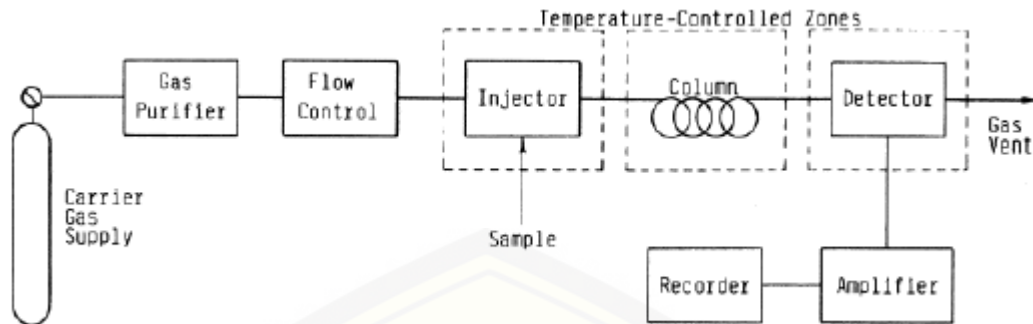 Temperature-Controlled Zones
Gas
Purifier
Flow
Control
Injector
Column
Detector
Gas
Vent
Carrier
Gas
Supply
Sample
Recorder
Amplifier